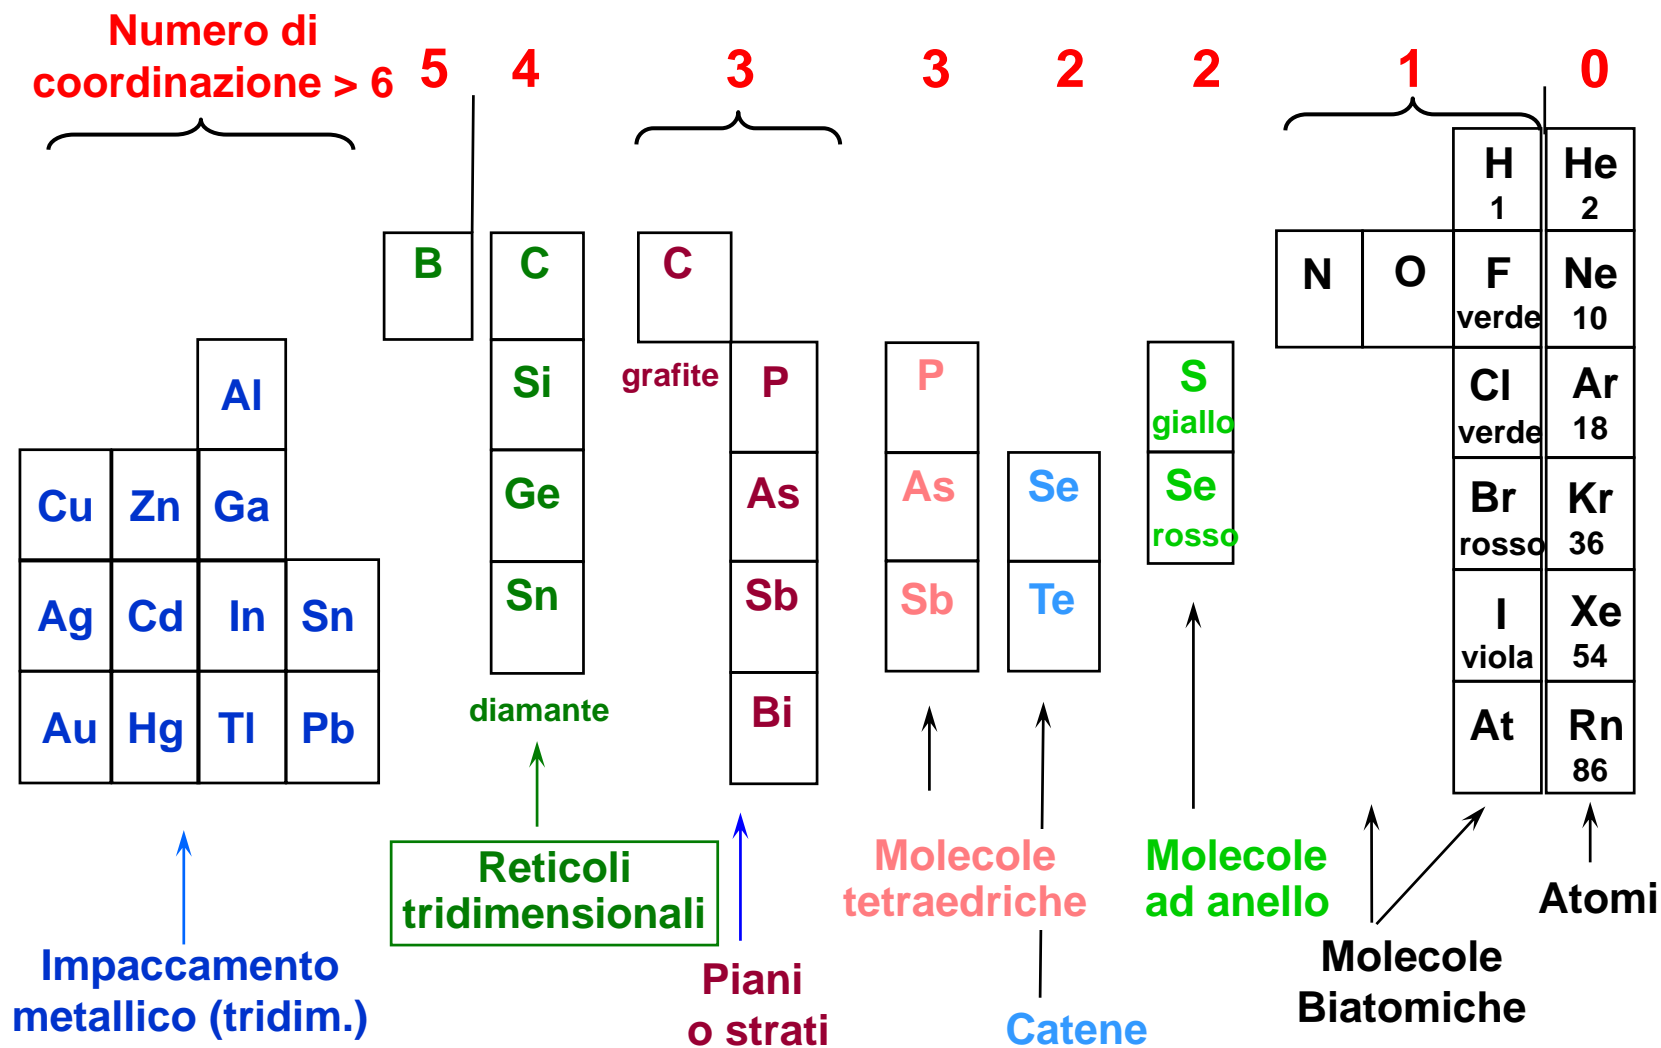 Numero di
coordinazione > 6
5
4
3
3
2
2
1
0
H
1
He
2
B
C
C
N
O
F
verde
Ne
10
Al
Si
grafite
P
P
S
giallo
Cl
verde
Ar
18
Cu
Zn
Ga
Ge
As
As
Se
Se
rosso
Br
rosso
Kr
36
Ag
Cd
In
Sn
Sn
Sb
Sb
Te
I
viola
Xe
54
Au
Hg
Tl
Pb
diamante
Bi
At
Rn
86
Reticoli
tridimensionali
Molecole
tetraedriche
Molecole
ad anello
Atomi
Impaccamento
metallico (tridim.)
Piani
o strati
Catene
Molecole
Biatomiche